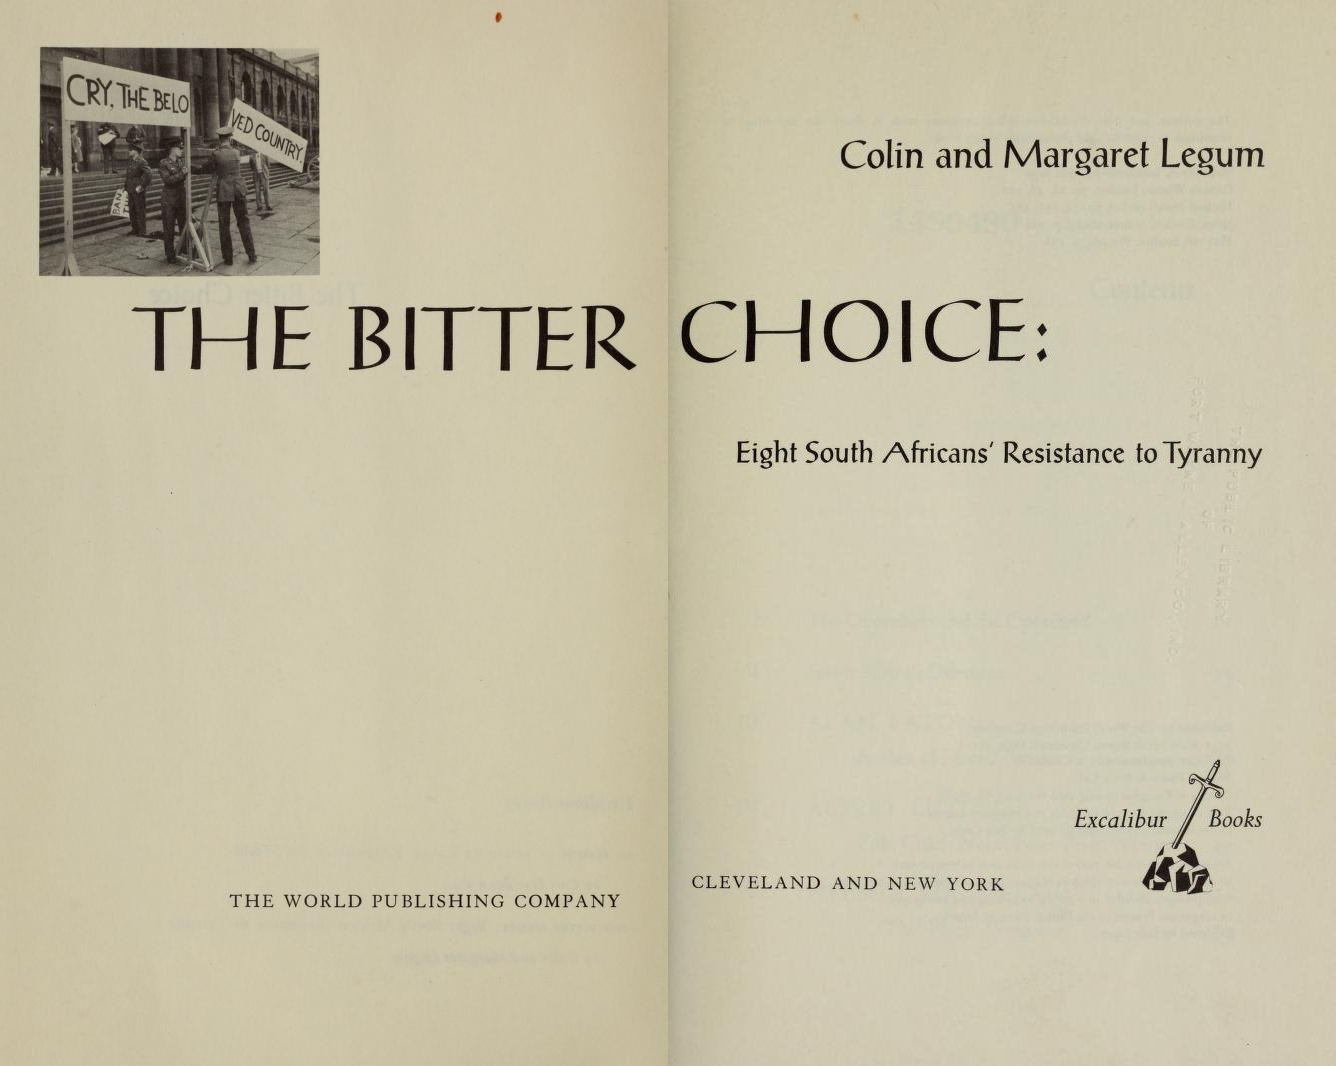 CRY, THE BELO
VED COUNTRY.
BAN
Colin and Margaret Legum
THE BITTER CHOICE:
Eight South Africans' Resistance to Tyranny
Excalibur Books
THE WORLD PUBLISHING COMPANY
CLEVELAND AND NEW YORK